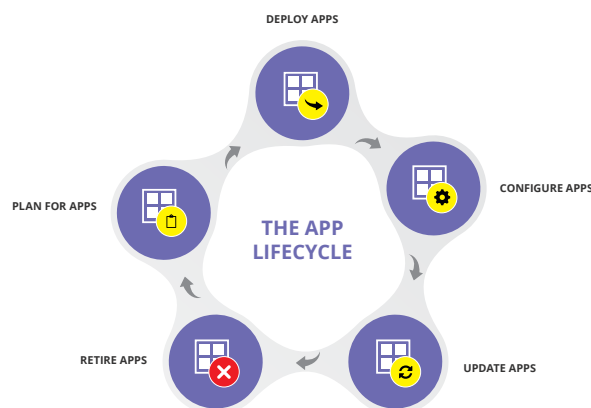 DEPLOY APPS
CONFIGURE APPS
PLAN FOR APPS
THE APP
LIFECYCLE
RETIRE APPS
UPDATE APPS